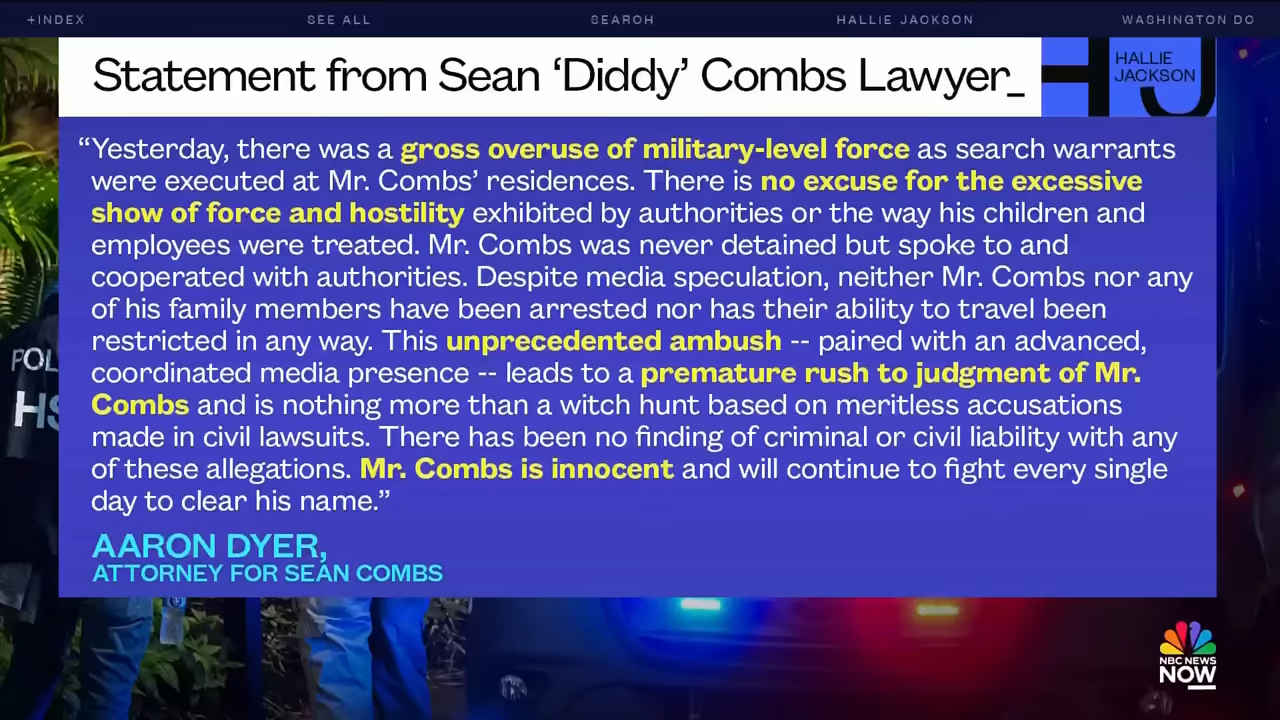 +INDEX
SEE ALL
SEARCH
HALLIE JACKSON
WASHINGTON DC
Statement from Sean ‘Diddy’ Combs Lawyer_
HALLIE
JACKSON
HJ
“Yesterday, there was a gross overuse of military-level force as search warrants
were executed at Mr. Combs’ residences. There is no excuse for the excessive
show of force and hostility exhibited by authorities or the way his children and
employees were treated. Mr. Combs was never detained but spoke to and
cooperated with authorities. Despite media speculation, neither Mr. Combs nor any
of his family members have been arrested nor has their ability to travel been
restricted in any way. This unprecedented ambush -- paired with an advanced,
coordinated media presence -- leads to a premature rush to judgment of Mr.
Combs and is nothing more than a witch hunt based on meritless accusations
made in civil lawsuits. There has been no finding of criminal or civil liability with any
of these allegations. Mr. Combs is innocent and will continue to fight every single
day to clear his name.”
AARON DYER,
ATTORNEY FOR SEAN COMBS
POL
HS
NBC NEWS
NOW